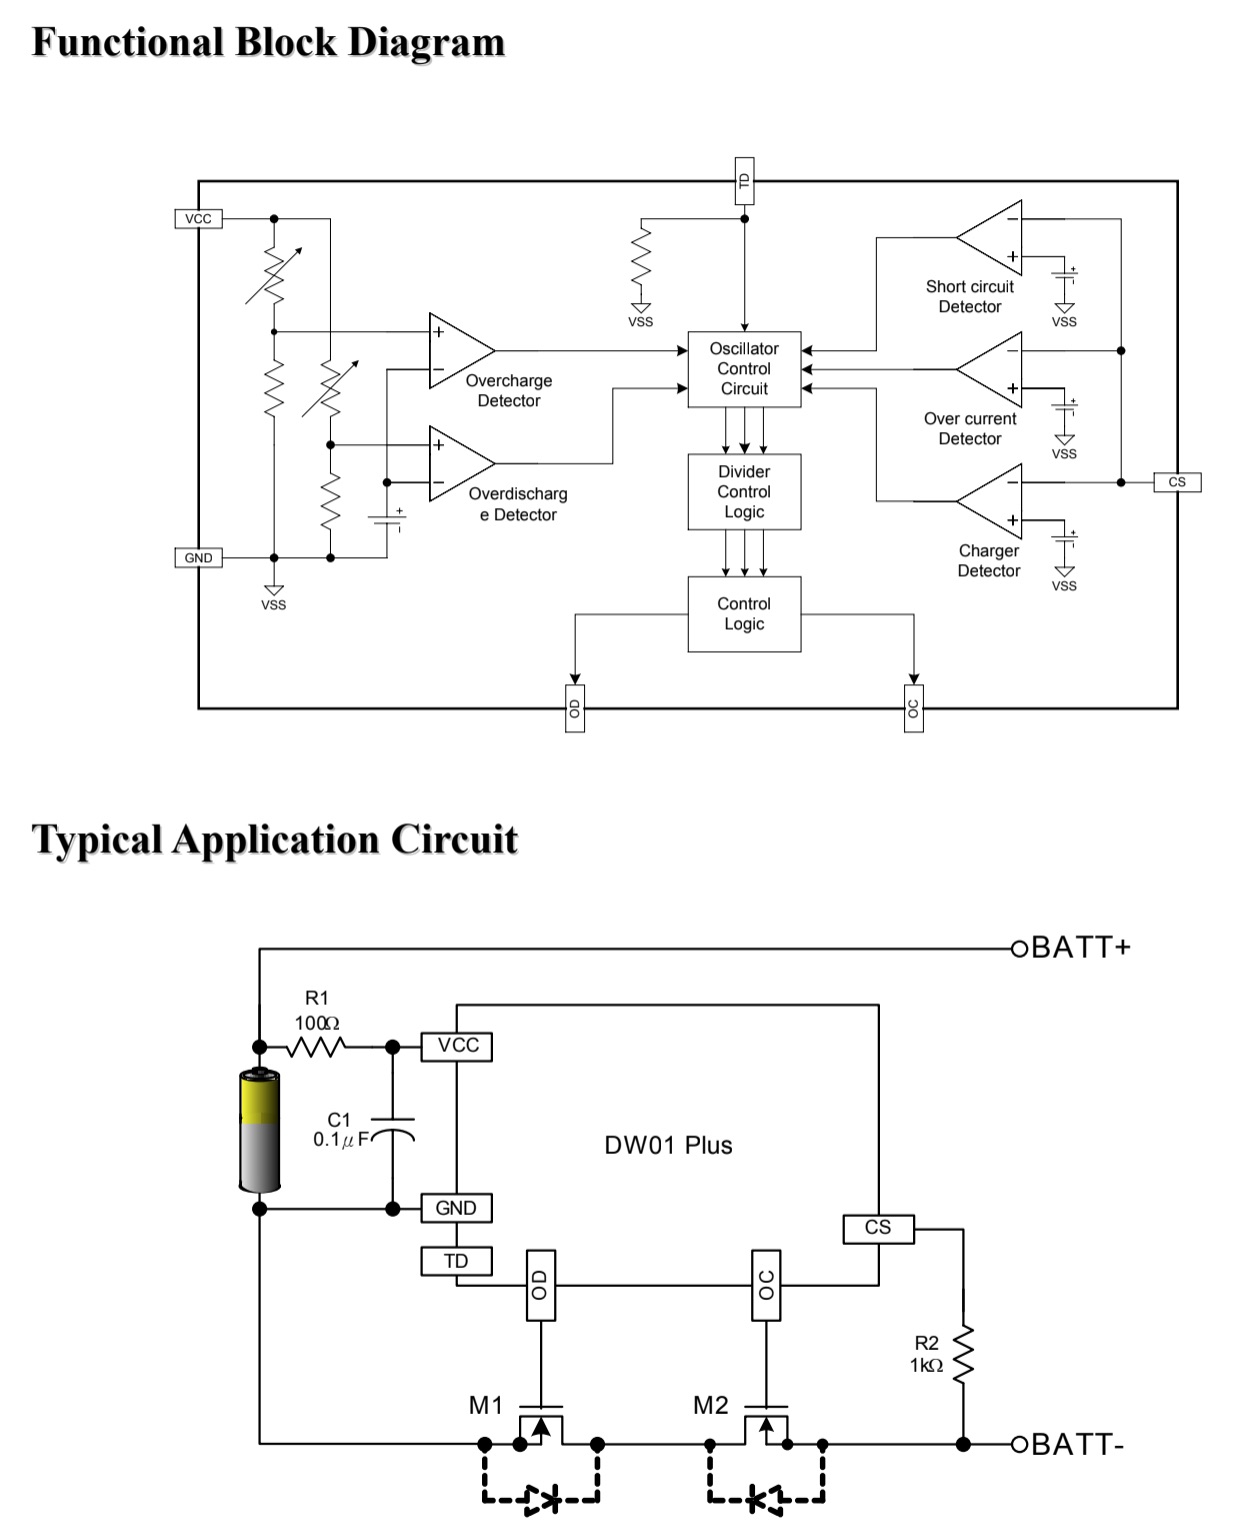 Functional Block Diagram
TD
VCC
VSS
Short circuit
Detector
VSS
Oscillator
Control
Circuit
Overcharge
Detector
Over current
Detector
VSS
Divider
Control
Logic
CS
Overdischarg
e Detector
GND
Charger
Detector
VSS
VSS
Control
Logic
OD
OC
Typical Application Circuit
BATT+
R1
100Ω
VCC
C1
0.1μF
DW01 Plus
GND
CS
TD
OD
OC
R2
1kΩ
M1
M2
BATT-